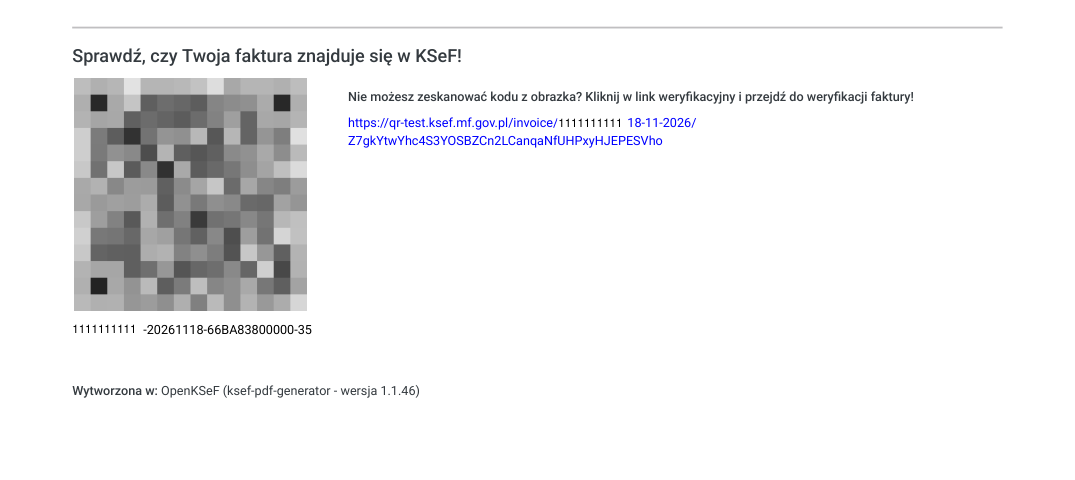 Sprawdź, czy Twoja faktura znajduje się w KSeF!
Nie możesz zeskanować kodu z obrazka? Kliknij w link weryfikacyjny i przejdź do weryfikacji faktury!
https://qr-test.ksef.mf.gov.pl/invoice/1111111111 18-11-2026/
Z7gkYtwYhc4S3YOSBZCn2LCanqaNfUHPxyHJEPESVho
1111111111 -20261118-66BA83800000-35
Wytworzona w: OpenKSeF (ksef-pdf-generator - wersja 1.1.46)